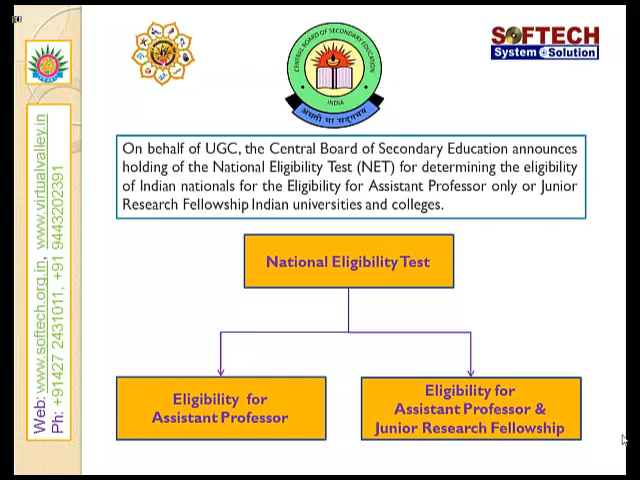 CENTRAL BOARD OF SECONDARY EDUCATION
INDIA
असतो मा सद्गमय
SOFTECH
System Solution
On behalf of UGC, the Central Board of Secondary Education announces
holding of the National Eligibility Test (NET) for determining the eligibility
of Indian nationals for the Eligibility for Assistant Professor only or Junior
Research Fellowship Indian universities and colleges.
National Eligibility Test
Eligibility for
Assistant Professor
Eligibility for
Assistant Professor &
Junior Research Fellowship
Web: www.softech.org.in, www.virtualvalley.in
Ph: +91427 2431011, +91 9443202391